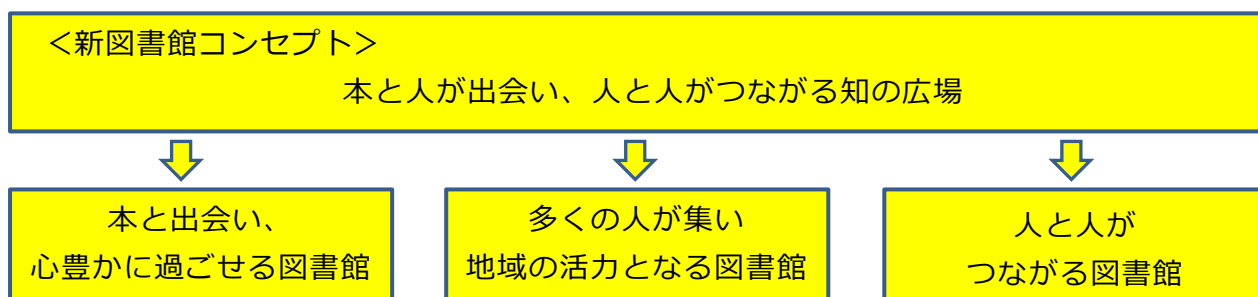 ＜新図書館コンセプト＞
本と人が出会い、人と人がつながる知の広場
本と出会い、
心豊かに過ごせる図書館
多くの人が集い
地域の活力となる図書館
人と人が
つながる図書館